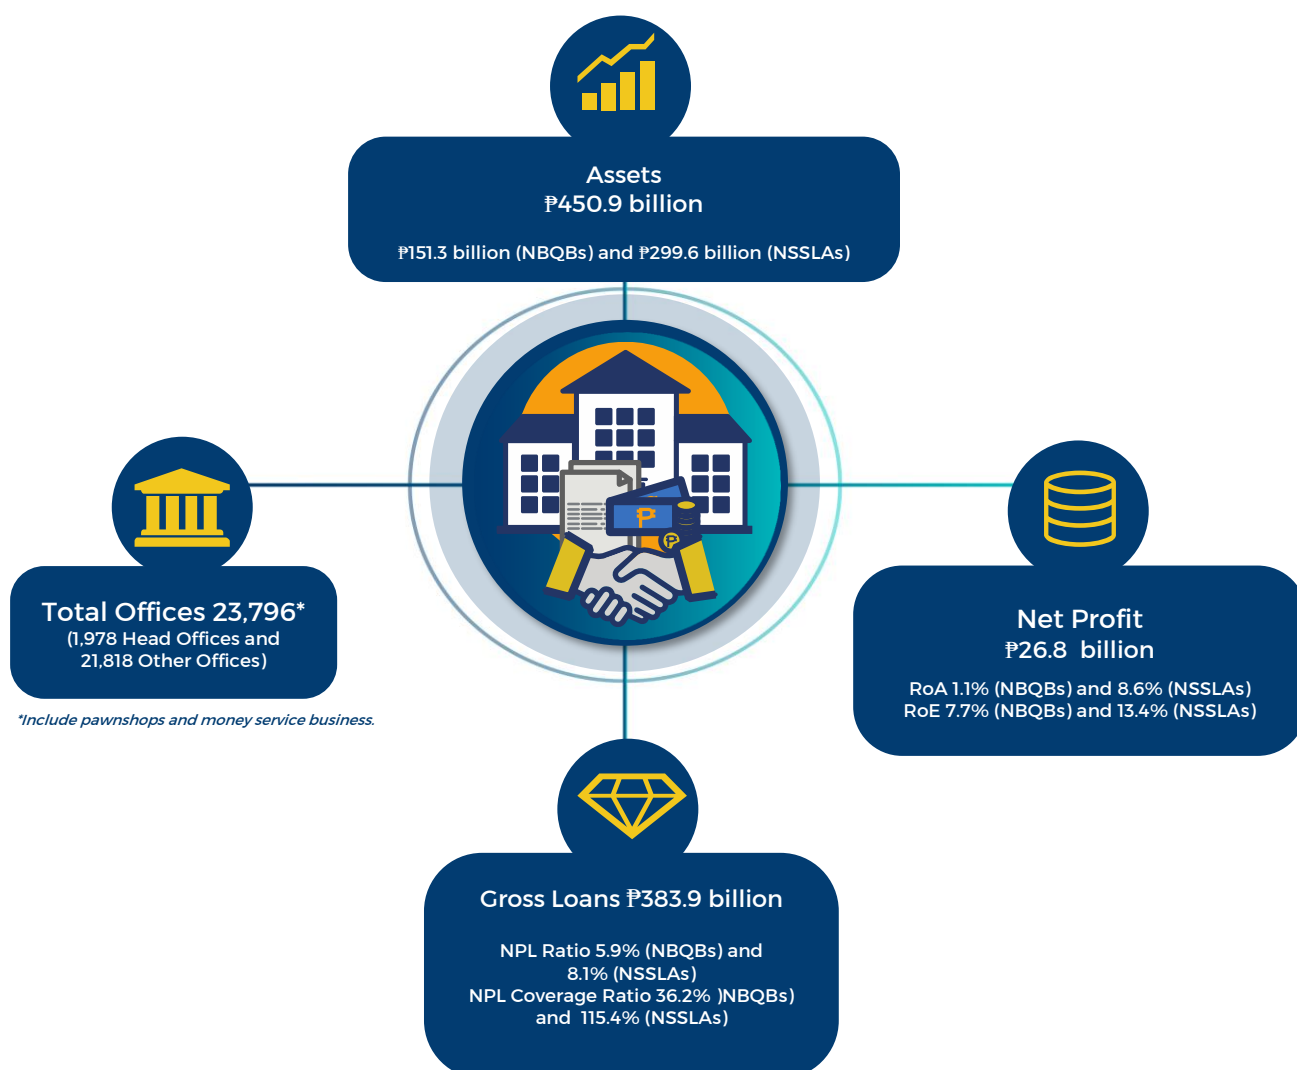 Assets
₱450.9 billion
₱151.3 billion (NBQBs) and ₱299.6 billion (NSSLAs)
Total Offices 23,796*
(1,978 Head Offices and
21,818 Other Offices)
*Include pawnshops and money service business.
Net Profit
₱26.8 billion
RoA 1.1% (NBQBs) and 8.6% (NSSLAs)
RoE 7.7% (NBQBs) and 13.4% (NSSLAs)
Gross Loans ₱383.9 billion
NPL Ratio 5.9% (NBQBs) and
8.1% (NSSLAs)
NPL Coverage Ratio 36.2% )NBQBs)
and 115.4% (NSSLAs)